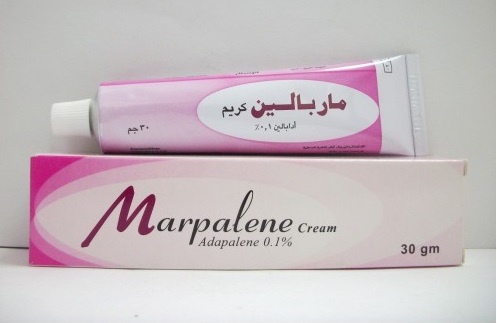 ماربالين كريم
أدابالين ٠,١٪
٣٠ جم
Marpalene Cream
Adapalene 0.1%
30 gm